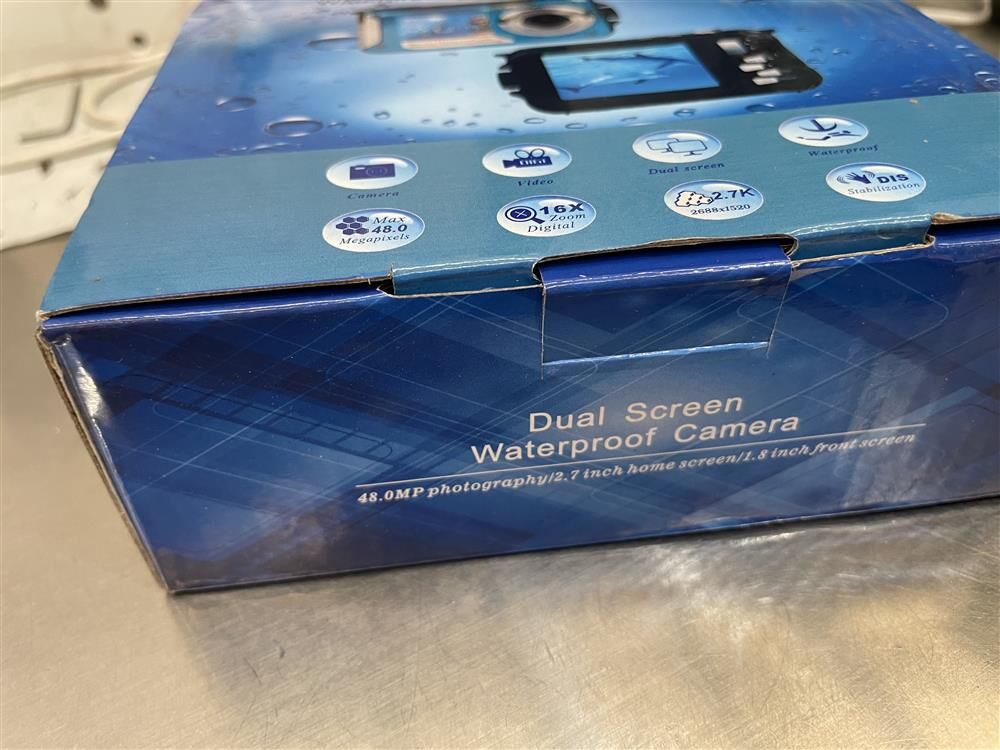 Camera
Video
Dual screen
Waterproof
Max
48.0
Megapixels
16X
Zoom
Digital
2.7K
2688x1520
DIS
Stabilization
Dual Screen
Waterproof Camera
48.0MP photography/2.7 inch home screen/1.8 inch front screen